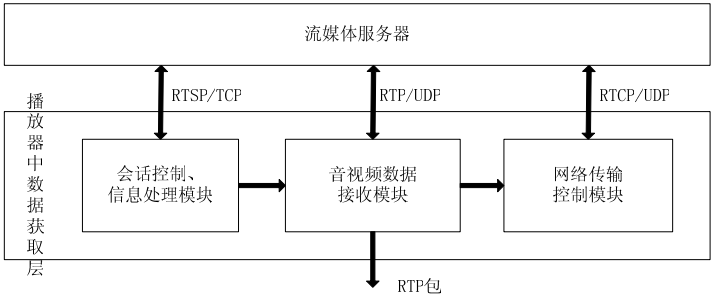 流媒体服务器
RTSP/TCP
RTP/UDP
RTCP/UDP
播放器中数据获取层
会话控制、
信息处理模块
音视频数据
接收模块
网络传输
控制模块
RTP包